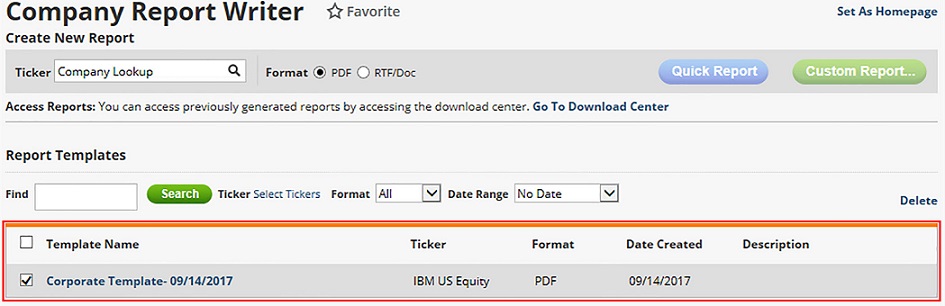 Company Report Writer Favorite Set As Homepage
Create New Report
Ticker Company Lookup Format PDF RTF/Doc Quick Report Custom Report...
Access Reports: You can access previously generated reports by accessing the download center. Go To Download Center
Report Templates
Find Search Ticker Select Tickers Format All Date Range No Date Delete
Template Name Ticker Format Date Created Description
Corporate Template- 09/14/2017 IBM US Equity PDF 09/14/2017